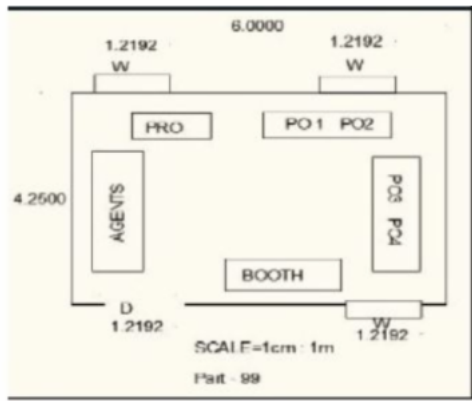 6.0000
1.2192 1.2192
W W
PRO PO 1 PO2
4.2500 AGENTS PO3 PO4
BOOTH
D W
1.2192 1.2192
SCALE=1cm : 1m
Part - 99